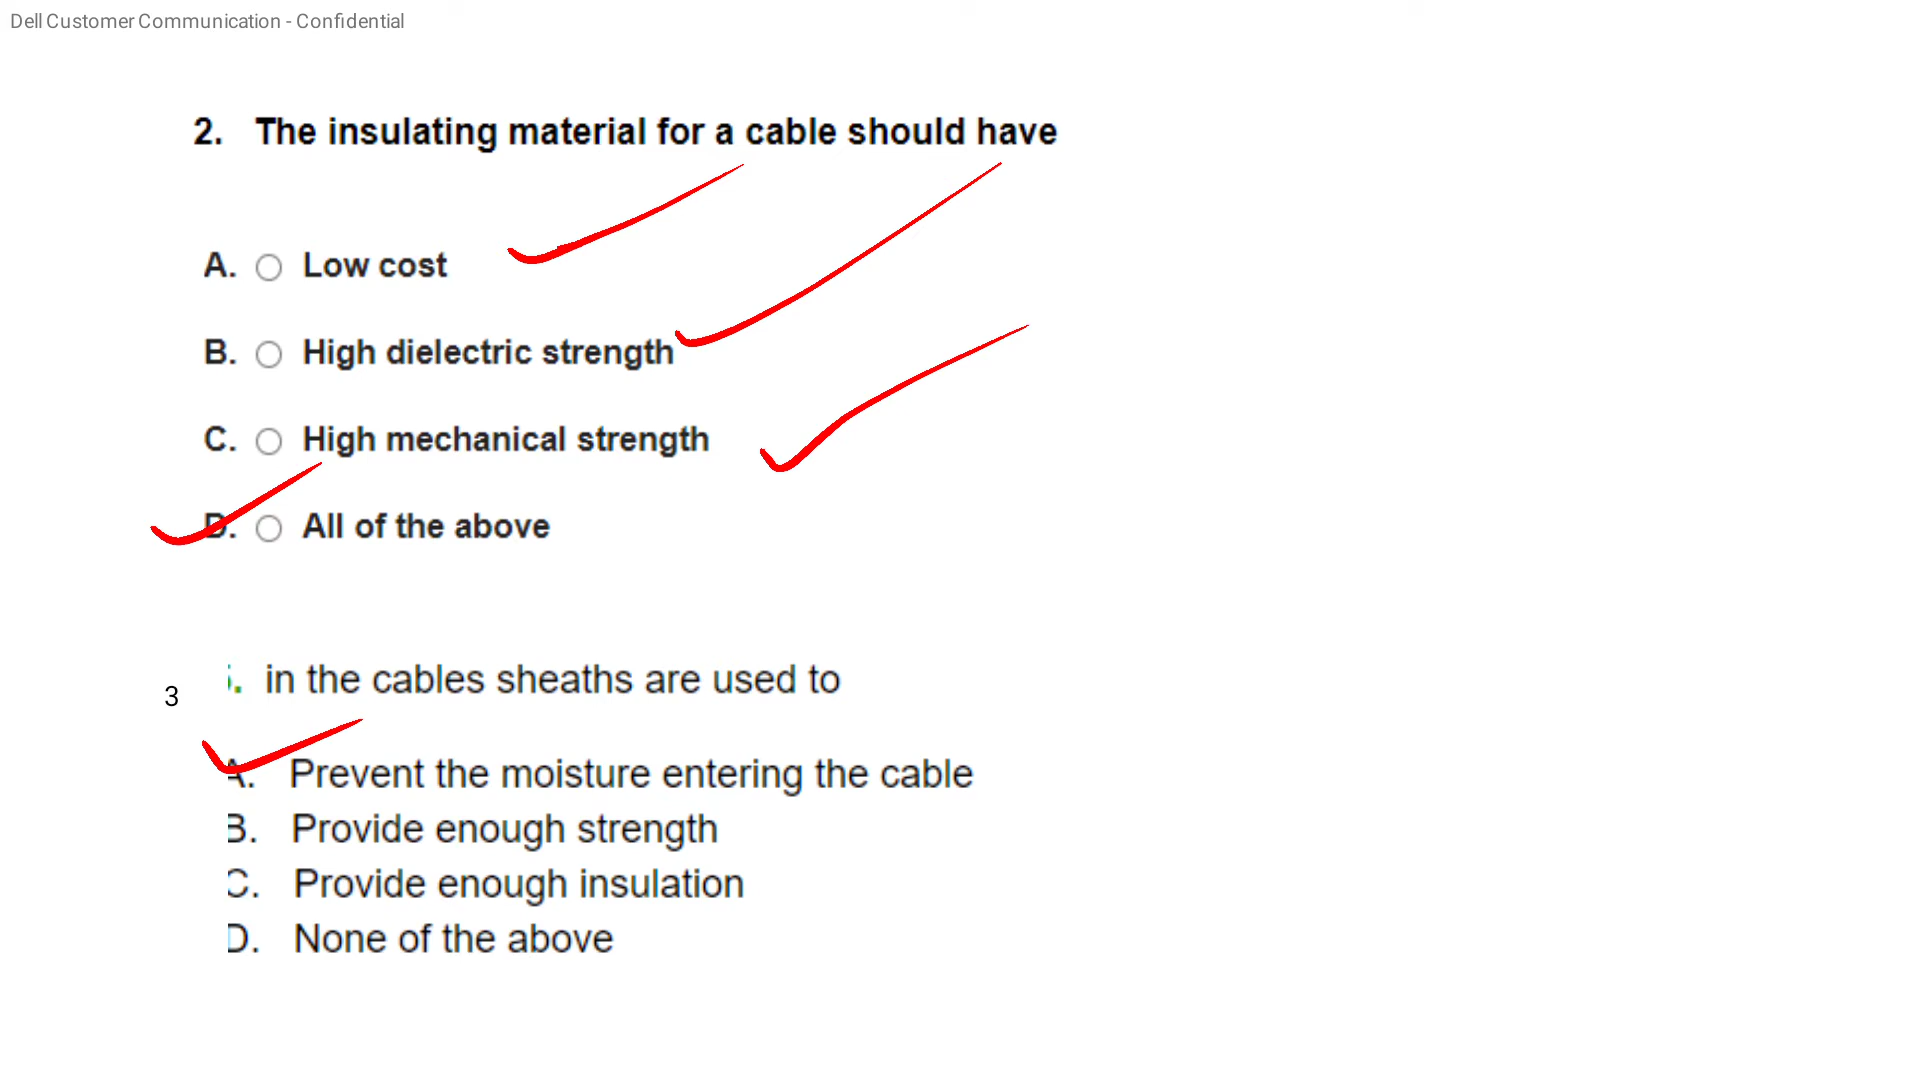 Dell Customer Communication - Confidential
2. The insulating material for a cable should have
A. Low cost
B. High dielectric strength
C. High mechanical strength
D. All of the above
3 . in the cables sheaths are used to
A. Prevent the moisture entering the cable
B. Provide enough strength
C. Provide enough insulation
D. None of the above